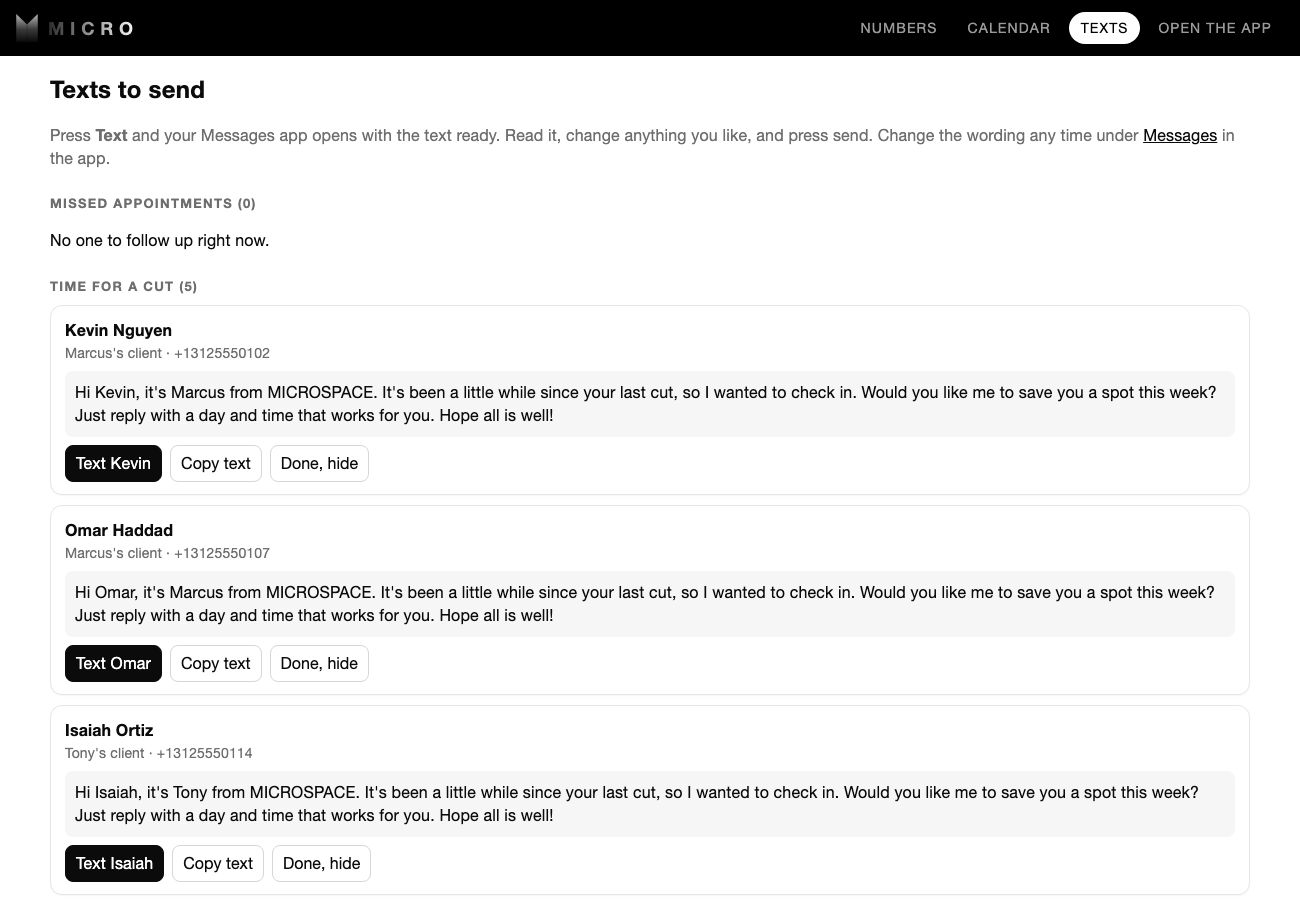 MICRO
NUMBERS
CALENDAR
TEXTS
OPEN THE APP
Texts to send
Press Text and your Messages app opens with the text ready. Read it, change anything you like, and press send. Change the wording any time under Messages in
the app.
MISSED APPOINTMENTS (0)
No one to follow up right now.
TIME FOR A CUT (5)
Kevin Nguyen
Marcus's client · +13125550102
Hi Kevin, it's Marcus from MICROSPACE. It's been a little while since your last cut, so I wanted to check in. Would you like me to save you a spot this week?
Just reply with a day and time that works for you. Hope all is well!
Text Kevin
Copy text
Done, hide
Omar Haddad
Marcus's client · +13125550107
Hi Omar, it's Marcus from MICROSPACE. It's been a little while since your last cut, so I wanted to check in. Would you like me to save you a spot this week?
Just reply with a day and time that works for you. Hope all is well!
Text Omar
Copy text
Done, hide
Isaiah Ortiz
Tony's client · +13125550114
Hi Isaiah, it's Tony from MICROSPACE. It's been a little while since your last cut, so I wanted to check in. Would you like me to save you a spot this week?
Just reply with a day and time that works for you. Hope all is well!
Text Isaiah
Copy text
Done, hide